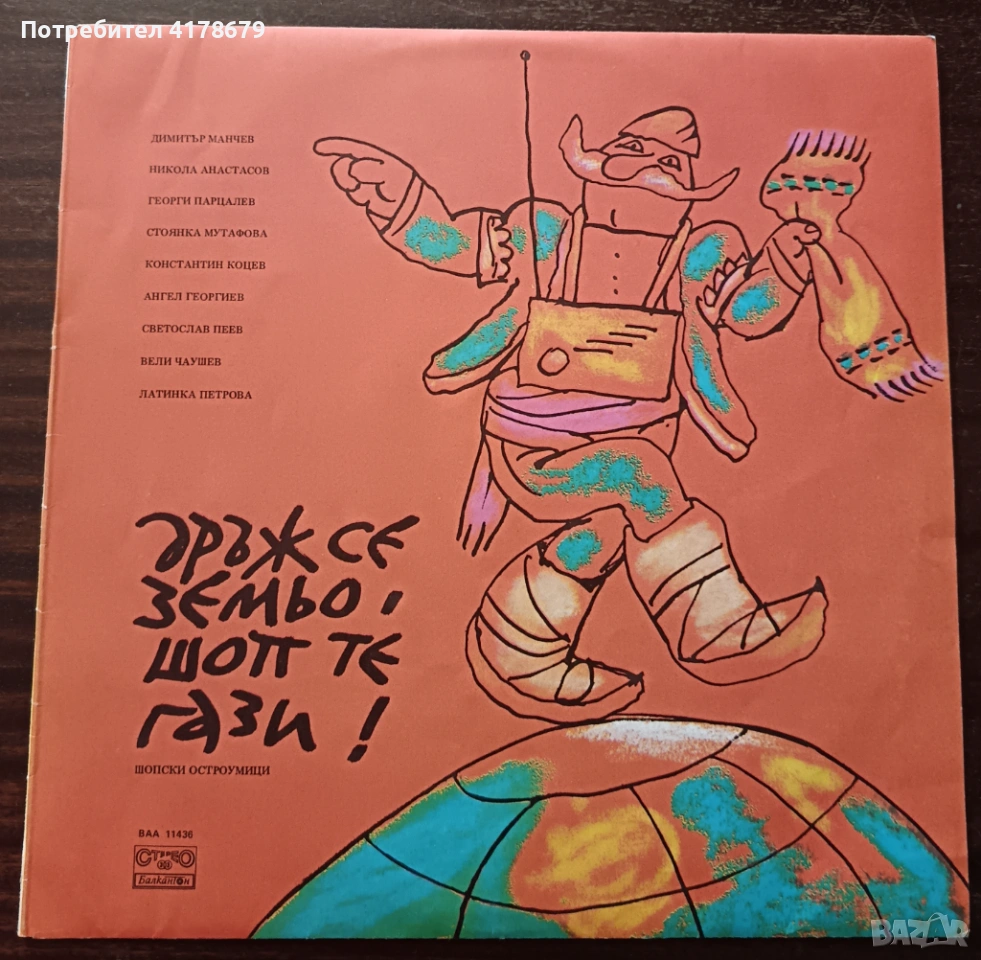 Потребител 4178679
ДИМИТЪР МАНЧЕВ
НИКОЛА АНАСТАСОВ
ГЕОРГИ ПАРЦАЛЕВ
СТОЯНКА МУТАФОВА
КОНСТАНТИН КОЦЕВ
АНГЕЛ ГЕОРГИЕВ
СВЕТОСЛАВ ПЕЕВ
ВЕЛИ ЧАУШЕВ
ЛАТИНКА ПЕТРОВА
ДРЪЖ СЕ
ЗЕМЬО,
ШОП ТЕ
ГАЗИ!
ШОПСКИ ОСТРОУМИЦИ
ВАА 11436
СТЕРЕО
Балкантон
BAZAR